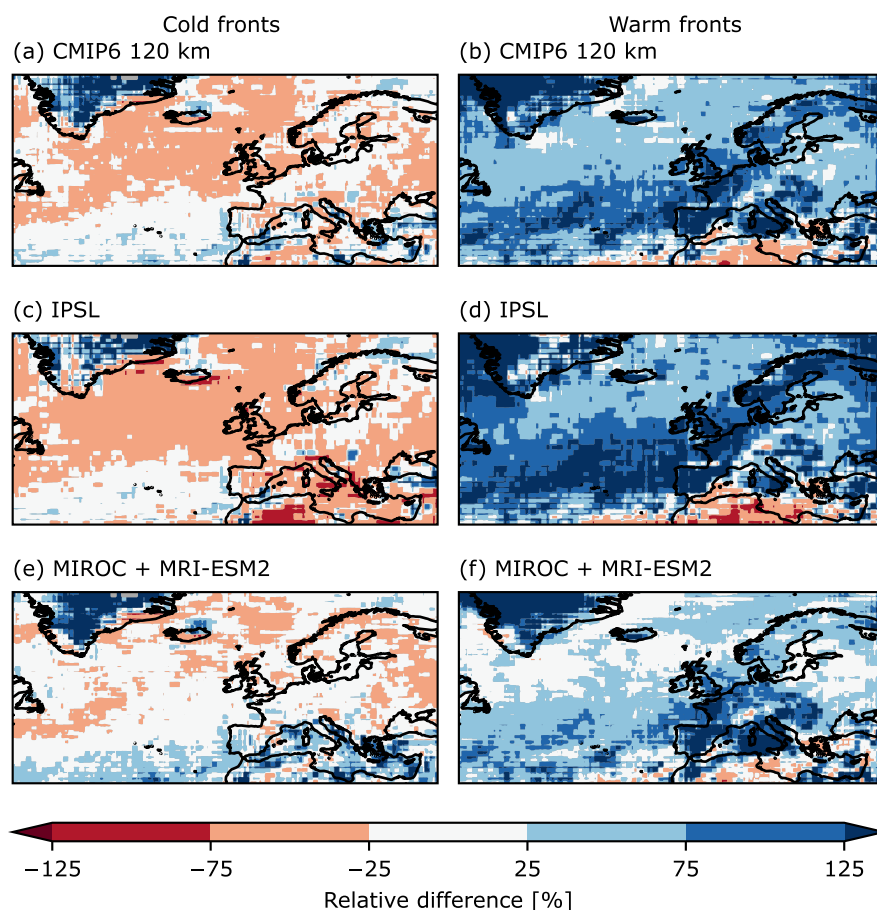 Cold fronts
Warm fronts
(a) CMIP6 120 km
(b) CMIP6 120 km
(c) IPSL
(d) IPSL
(e) MIROC + MRI-ESM2
(f) MIROC + MRI-ESM2
−125 −75 −25 25 75 125
Relative difference [%]